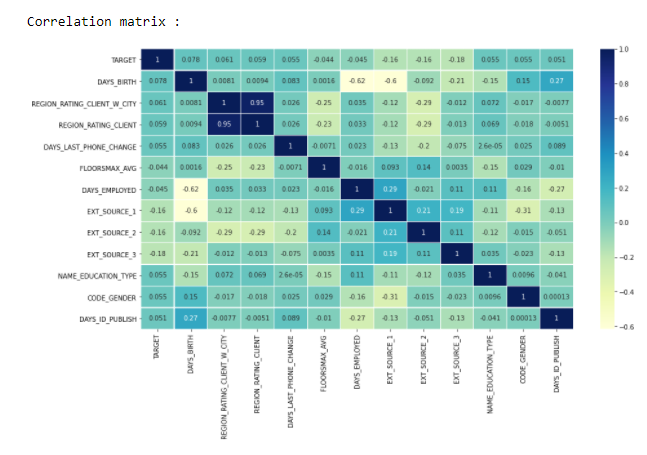 Correlation matrix :
TARGET 1 0.078 0.061 0.059 0.055 -0.044 -0.045 -0.16 -0.16 -0.18 0.055 0.055 0.051
DAYS_BIRTH 0.078 1 0.0081 0.0094 0.083 0.0016 -0.62 -0.6 -0.092 -0.21 -0.15 0.15 0.27
REGION_RATING_CLIENT_W_CITY 0.061 0.0081 1 0.95 0.026 -0.25 0.035 -0.12 -0.29 -0.012 0.072 -0.017 -0.0077
REGION_RATING_CLIENT 0.059 0.0094 0.95 1 0.026 -0.23 0.033 -0.12 -0.29 -0.013 0.069 -0.018 -0.0051
DAYS_LAST_PHONE_CHANGE 0.055 0.083 0.026 0.026 1 -0.0071 0.023 -0.13 -0.2 -0.075 2.6e-05 0.025 0.089
FLOORSMAX_AVG -0.044 0.0016 -0.25 -0.23 -0.0071 1 -0.016 0.093 0.14 0.0035 -0.15 0.029 -0.01
DAYS_EMPLOYED -0.045 -0.62 0.035 0.033 0.023 -0.016 1 0.29 -0.021 0.11 0.11 -0.16 -0.27
EXT_SOURCE_1 -0.16 -0.6 -0.12 -0.12 -0.13 0.093 0.29 1 0.21 0.19 -0.11 -0.31 -0.13
EXT_SOURCE_2 -0.16 -0.092 -0.29 -0.29 -0.2 0.14 -0.021 0.21 1 0.11 -0.12 -0.015 -0.051
EXT_SOURCE_3 -0.18 -0.21 -0.012 -0.013 -0.075 0.0035 0.11 0.19 0.11 1 0.035 -0.023 -0.13
NAME_EDUCATION_TYPE 0.055 -0.15 0.072 0.069 2.6e-05 -0.15 0.11 -0.11 -0.12 0.035 1 0.0096 -0.041
CODE_GENDER 0.055 0.15 -0.017 -0.018 0.025 0.029 -0.16 -0.31 -0.015 -0.023 0.0096 1 0.00013
DAYS_ID_PUBLISH 0.051 0.27 -0.0077 -0.0051 0.089 -0.01 -0.27 -0.13 -0.051 -0.13 -0.041 0.00013 1
TARGET
DAYS_BIRTH
REGION_RATING_CLIENT_W_CITY
REGION_RATING_CLIENT
DAYS_LAST_PHONE_CHANGE
FLOORSMAX_AVG
DAYS_EMPLOYED
EXT_SOURCE_1
EXT_SOURCE_2
EXT_SOURCE_3
NAME_EDUCATION_TYPE
CODE_GENDER
DAYS_ID_PUBLISH
1.0
0.8
0.6
0.4
0.2
0.0
−0.2
−0.4
−0.6